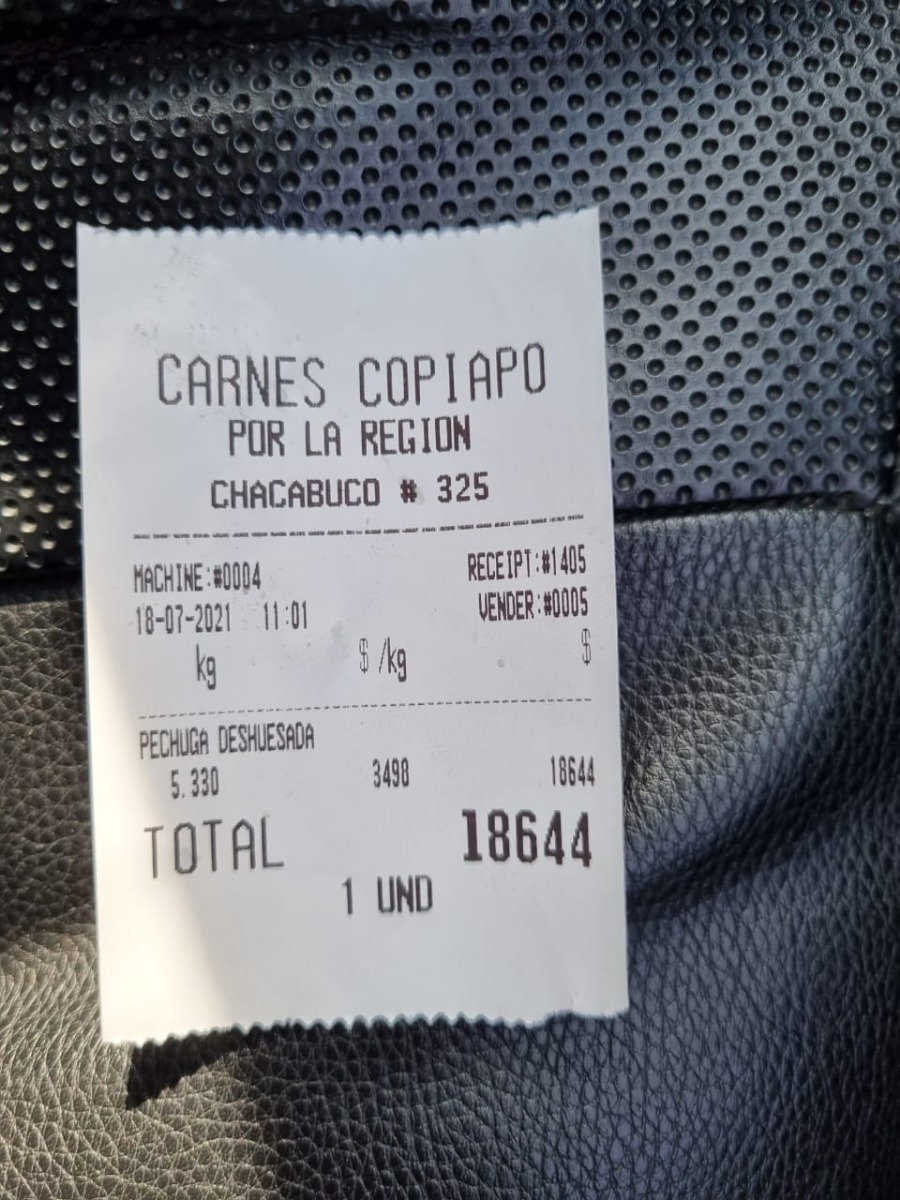 CARNES COPIAPO
POR LA REGION
CHACABUCO # 325
MACHINE:#0004 RECEIPT:#1405
18-07-2021 11:01 VENDER:#0005
kg $/kg $
PECHUGA DESHUESADA
5.330 3498 18644
TOTAL 18644
1 UND